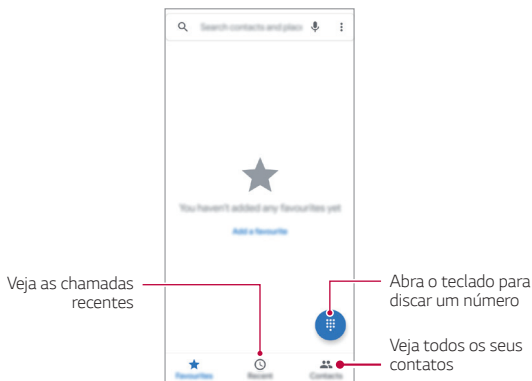 Search contacts and place
You haven't added any favourites yet
Add a favourite
Veja as chamadas
recentes
Abra o teclado para
discar um número
Veja todos os seus
contatos
Favourites
Recent
Contacts